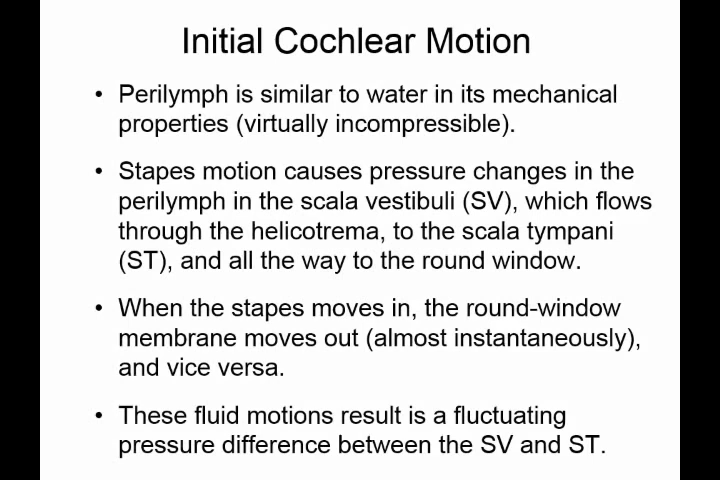 Initial Cochlear Motion
• Perilymph is similar to water in its mechanical
properties (virtually incompressible).
• Stapes motion causes pressure changes in the
perilymph in the scala vestibuli (SV), which flows
through the helicotrema, to the scala tympani
(ST), and all the way to the round window.
• When the stapes moves in, the round-window
membrane moves out (almost instantaneously),
and vice versa.
• These fluid motions result is a fluctuating
pressure difference between the SV and ST.